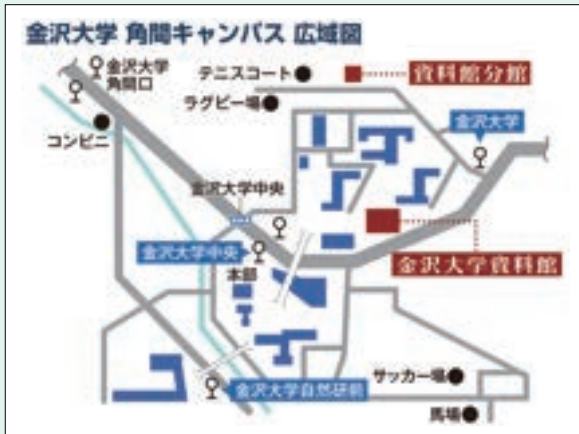 金沢大学 角間キャンパス 広域図
金沢大学
角間口
テニスコート
資料館分館
ラグビー場
金沢大学
コンビニ
金沢大学中央
金沢大学中央
本部
金沢大学資料館
サッカー場
金沢大学自然研前
馬場